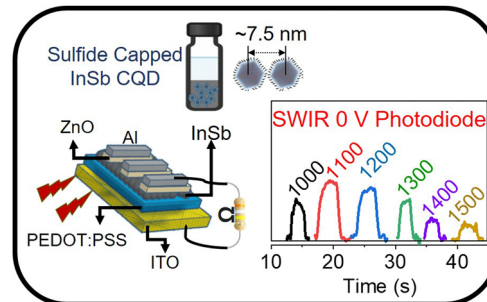 Sulfide Capped
InSb CQD
~7.5 nm
ZnO
Al
InSb
Ω
PEDOT:PSS
ITO
SWIR 0 V Photodiode
1000
1100
1200
1300
1400
1500
10 20 30 40
Time (s)